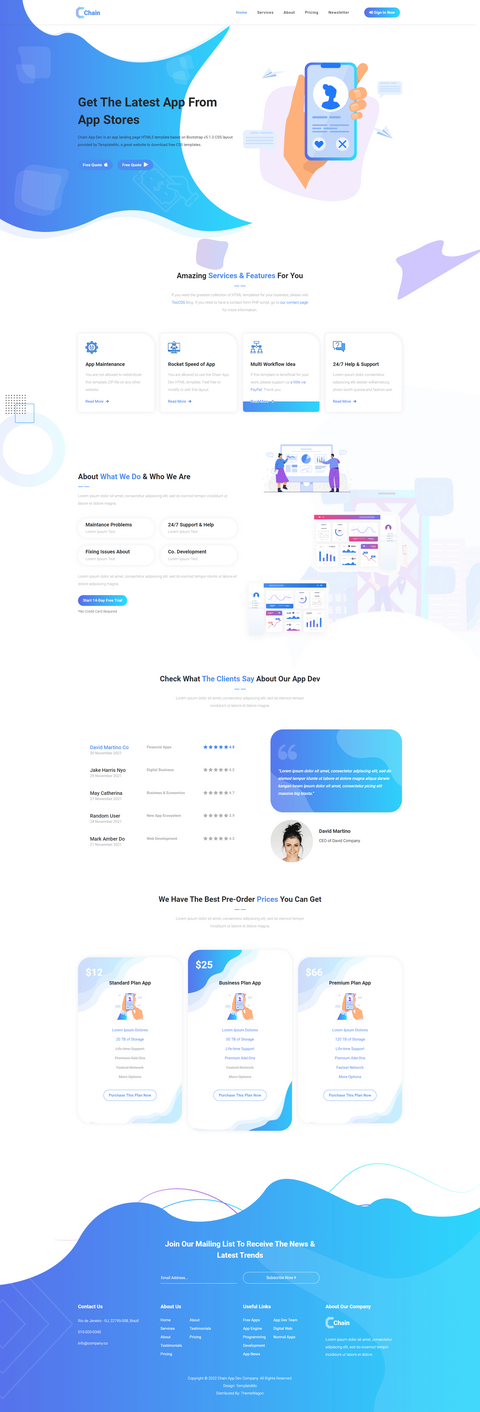 Chain
Home Services About Pricing Newsletter Sign In Now
Get The Latest App From
App Stores
Chain App Dev is an app landing page HTML5 template based on Bootstrap v5.1.3 CSS layout
provided by TemplateMo, a great website to download free CSS templates.
Free Quote Free Quote
Amazing Services & Features For You
If you need the greatest collection of HTML templates for your business, please visit
TooCSS Blog. If you need to have a contact form PHP script, go to our contact page
for more information.
App Maintenance
You are not allowed to redistribute
this template ZIP file on any other
website.
Read More
Rocket Speed of App
You are allowed to use the Chain App
Dev HTML template. Feel free to
modify or edit this layout.
Read More
Multi Workflow Idea
If this template is beneficial for your
work, please support us a little via
PayPal. Thank you.
Read More
24/7 Help & Support
Lorem ipsum dolor consectetur
adipiscing elit sedder williamsburg
photo booth quinoa and fashion axe.
Read More
About What We Do & Who We Are
Lorem ipsum dolor sit amet, consectetur adipiscing elit, sed do eismod tempor incididunt ut
labore et dolore magna.
Maintance Problems
Lorem Ipsum Text
24/7 Support & Help
Lorem Ipsum Text
Fixing Issues About
Lorem Ipsum Text
Co. Development
Lorem Ipsum Text
Lorem ipsum dolor sit amet, consectetur adipiscing elit, sed do eismod tempor idunte ut labore et dolore
adipiscing magna.
Start 14-Day Free Trial
*No Credit Card Required
Check What The Clients Say About Our App Dev
Lorem ipsum dolor sit amet, consectetur adipiscing elit, sed do eismod tempor
incididunt ut labore et dolore magna.
David Martino Co
30 November 2021
Financial Apps
4.8
Jake Harris Nyo
29 November 2021
Digital Business
4.5
May Catherina
27 November 2021
Business & Economics
4.7
Random User
24 November 2021
New App Ecosystem
3.9
Mark Amber Do
21 November 2021
Web Development
4.3
"Lorem ipsum dolor sit amet, consectetur adipiscing elit, sed do
eismod tempor idunte ut labore et dolore magna aliqua darwin
kengan lorem ipsum dolor sit amet, consectetur picing elit
massive big blasta."
David Martino
CEO of David Company
We Have The Best Pre-Order Prices You Can Get
Lorem ipsum dolor sit amet, consectetur adipiscing elit, sed do eismod tempor
incididunt ut labore et dolore magna.
$12
Standard Plan App
Lorem Ipsum Dolores
20 TB of Storage
Life-time Support
Premium Add-Ons
Fastest Network
More Options
Purchase This Plan Now
$25
Business Plan App
Lorem Ipsum Dolores
50 TB of Storage
Life-time Support
Premium Add-Ons
Fastest Network
More Options
Purchase This Plan Now
$66
Premium Plan App
Lorem Ipsum Dolores
120 TB of Storage
Life-time Support
Premium Add-Ons
Fastest Network
More Options
Purchase This Plan Now
Join Our Mailing List To Receive The News &
Latest Trends
Email Address...
Subscribe Now
Contact Us
Rio de Janeiro - RJ, 22795-008, Brazil
010-020-0340
info@company.co
About Us
Home About
Services Testimonials
About Pricing
Testimonials
Pricing
Useful Links
Free Apps App Dev Team
App Engine Digital Web
Programming Normal Apps
Development
App News
About Our Company
Chain
Lorem ipsum dolor sit amet, consectetur
adipiscing elit, sed do eiusmod tempor
incididunt ut labore et dolore.
Copyright © 2022 Chain App Dev Company. All Rights Reserved.
Design: TemplateMo
Distributed By: ThemeWagon